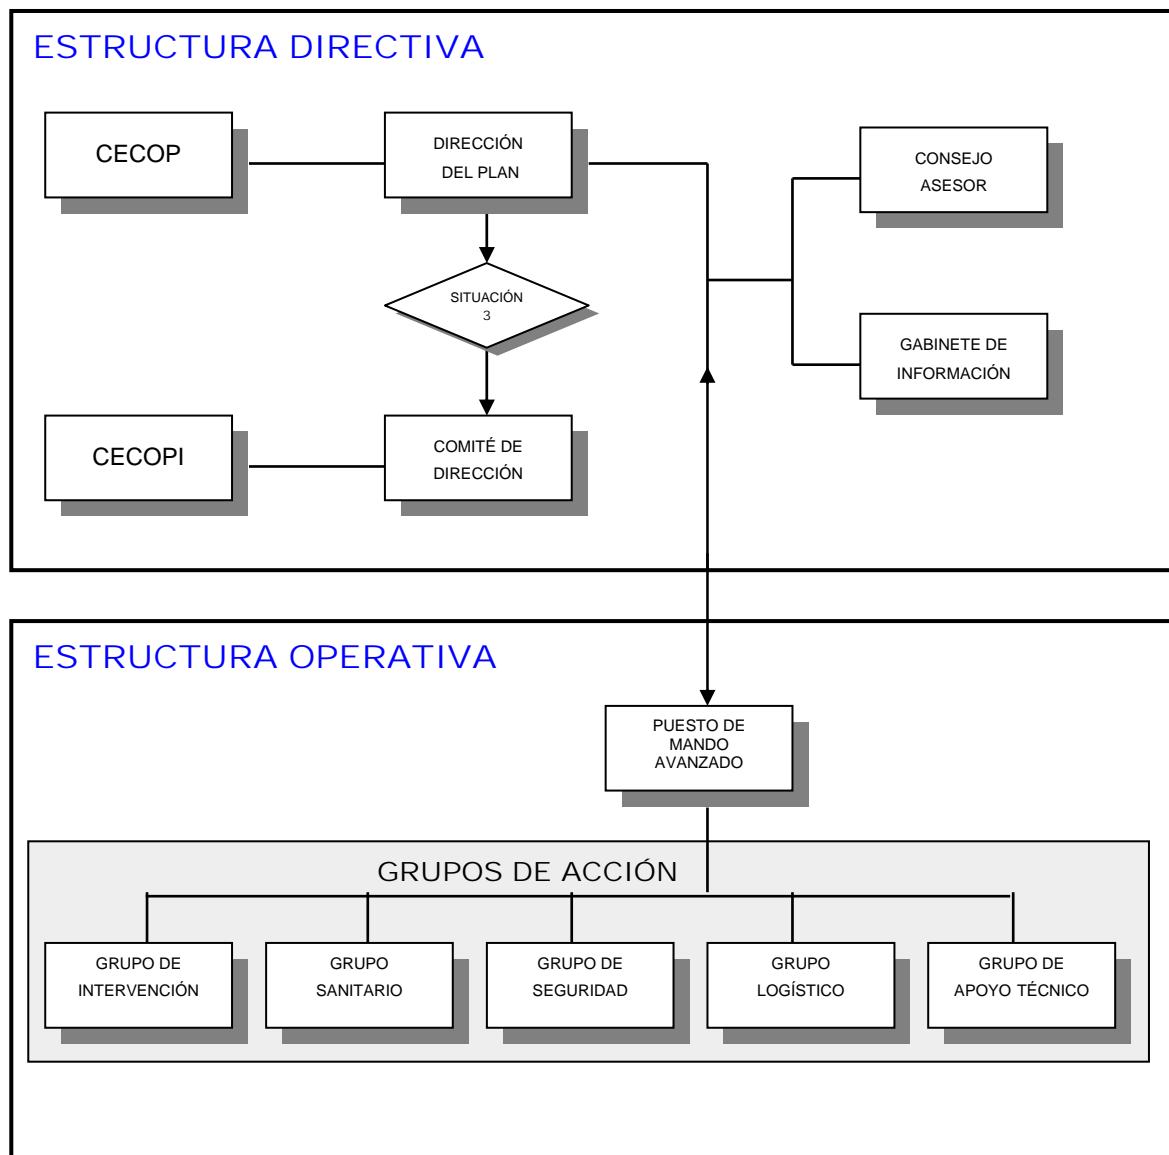 ESTRUCTURA DIRECTIVA
CECOP
DIRECCIÓN
DEL PLAN
CONSEJO
ASESOR
SITUACIÓN
3
GABINETE DE
INFORMACIÓN
CECOPI
COMITÉ DE
DIRECCIÓN
ESTRUCTURA OPERATIVA
PUESTO DE
MANDO
AVANZADO
GRUPOS DE ACCIÓN
GRUPO DE
INTERVENCIÓN
GRUPO
SANITARIO
GRUPO DE
SEGURIDAD
GRUPO
LOGÍSTICO
GRUPO DE
APOYO TÉCNICO